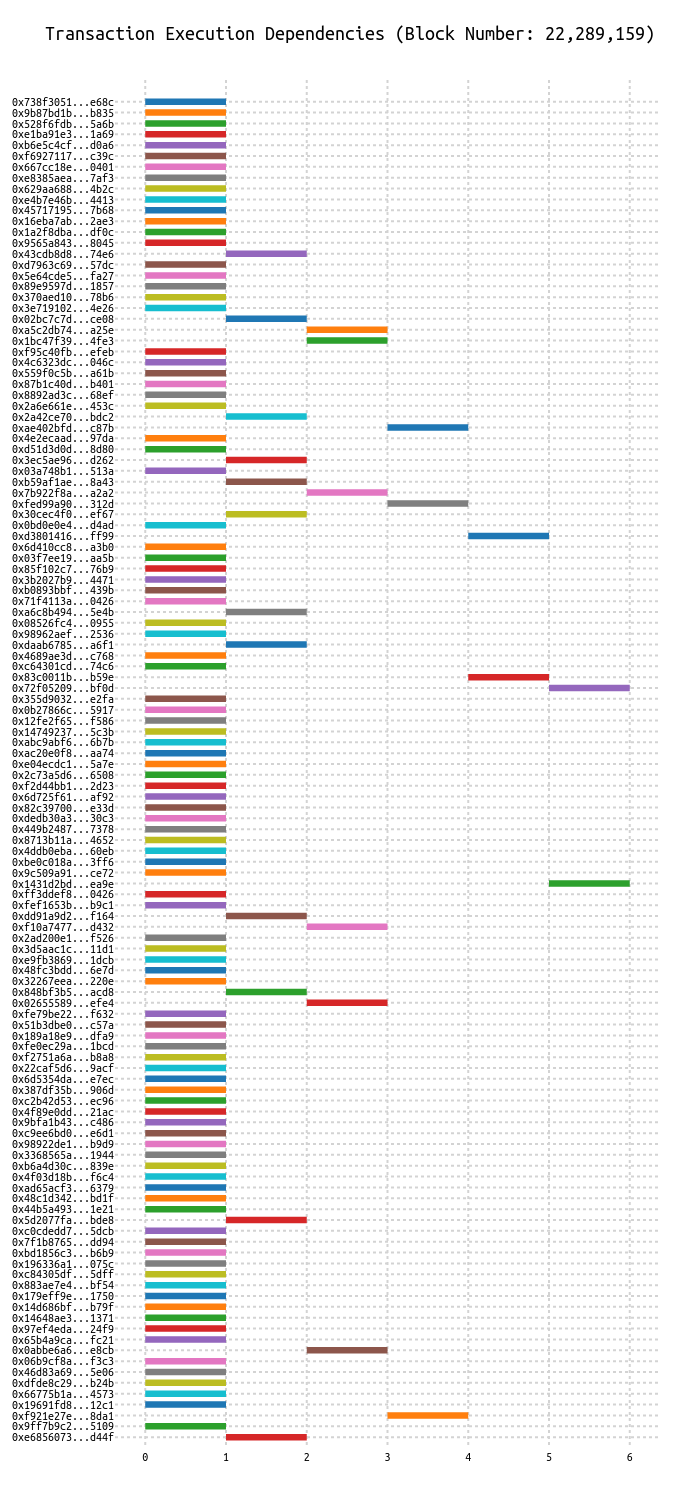 Transaction Execution Dependencies (Block Number: 22,289,159)
0x738f3051...e68c
0x9b87bd1b...b835
0x528f6fdb...5a6b
0xe1ba91e3...1a69
0xb6e5c4cf...d0a6
0xf6927117...c39c
0x667cc18e...0401
0xe8385aea...7af3
0x629aa688...4b2c
0xe4b7e46b...4413
0x45717195...7b68
0x16eba7ab...2ae3
0x1a2f8dba...df0c
0x9565a843...8045
0x43cdb8d8...74e6
0xd7963c69...57dc
0x5e64cde5...fa27
0x89e9597d...1857
0x370aed10...78b6
0x3e719102...4e26
0x02bc7c7d...ce08
0xa5c2db74...a25e
0x1bc47f39...4fe3
0xf95c40fb...efeb
0x4c6323dc...046c
0x559f0c5b...a61b
0x87b1c40d...b401
0x8892ad3c...68ef
0x2a6e661e...453c
0x2a42ce70...bdc2
0xae402bfd...c87b
0x4e2ecaad...97da
0xd51d3d0d...8d80
0x3ec5ae96...d262
0x03a748b1...513a
0xb59af1ae...8a43
0x7b922f8a...a2a2
0xfed99a90...312d
0x30cec4f0...ef67
0x0bd0e0e4...d4ad
0xd3801416...ff99
0x6d410cc8...a3b0
0x03f7ee19...aa5b
0x85f102c7...76b9
0x3b2027b9...4471
0xb0893bbf...439b
0x71f4113a...0426
0xa6c8b494...5e4b
0x08526fc4...0955
0x98962aef...2536
0xdaab6785...a6f1
0x4689ae3d...c768
0xc64301cd...74c6
0x83c0011b...b59e
0x72f05209...bf0d
0x355d9032...e2fa
0x0b27866c...5917
0x12fe2f65...f586
0x14749237...5c3b
0xabc9abf6...6b7b
0xac20e0f8...aa74
0xe04ecdc1...5a7e
0x2c73a5d6...6508
0xf2d44bb1...2d23
0x6d725f61...af92
0x82c39700...e33d
0xdedb30a3...30c3
0x449b2487...7378
0x8713b11a...4652
0x4ddb0eba...60eb
0xbe0c018a...3ff6
0x9c509a91...ce72
0x1431d2bd...ea9e
0xff3ddef8...0426
0xfef1653b...b9c1
0xdd91a9d2...f164
0xf10a7477...d432
0x2ad200e1...f526
0x3d5aac1c...11d1
0xe9fb3869...1dcb
0x48fc3bdd...6e7d
0x32267eea...220e
0x848bf3b5...acd8
0x02655589...efe4
0xfe79be22...f632
0x51b3dbe0...c57a
0x189a18e9...dfa9
0xfe0ec29a...1bcd
0xf2751a6a...b8a8
0x22caf5d6...9acf
0x6d5354da...e7ec
0x387df35b...906d
0xc2b42d53...ec96
0x4f89e0dd...21ac
0x9bfa1b43...c486
0xc9ee6bd0...e6d1
0x98922de1...b9d9
0x3368565a...1944
0xb6a4d30c...839e
0x4f03d18b...f6c4
0xad65acf3...6379
0x48c1d342...bd1f
0x44b5a493...1e21
0x5d2077fa...bde8
0xc0cdedd7...5dcb
0x7f1b8765...dd94
0xbd1856c3...b6b9
0x196336a1...075c
0xc84305df...5dff
0x883ae7e4...bf54
0x179eff9e...1750
0x14d686bf...b79f
0x14648ae3...1371
0x97ef4eda...24f9
0x65b4a9ca...fc21
0x0abbe6a6...e8cb
0x06b9cf8a...f3c3
0x46d83a69...5e06
0xdfde8c29...b24b
0x66775b1a...4573
0x19691fd8...12c1
0xf921e27e...8da1
0x9ff7b9c2...5109
0xe6856073...d44f
0 1 2 3 4 5 6